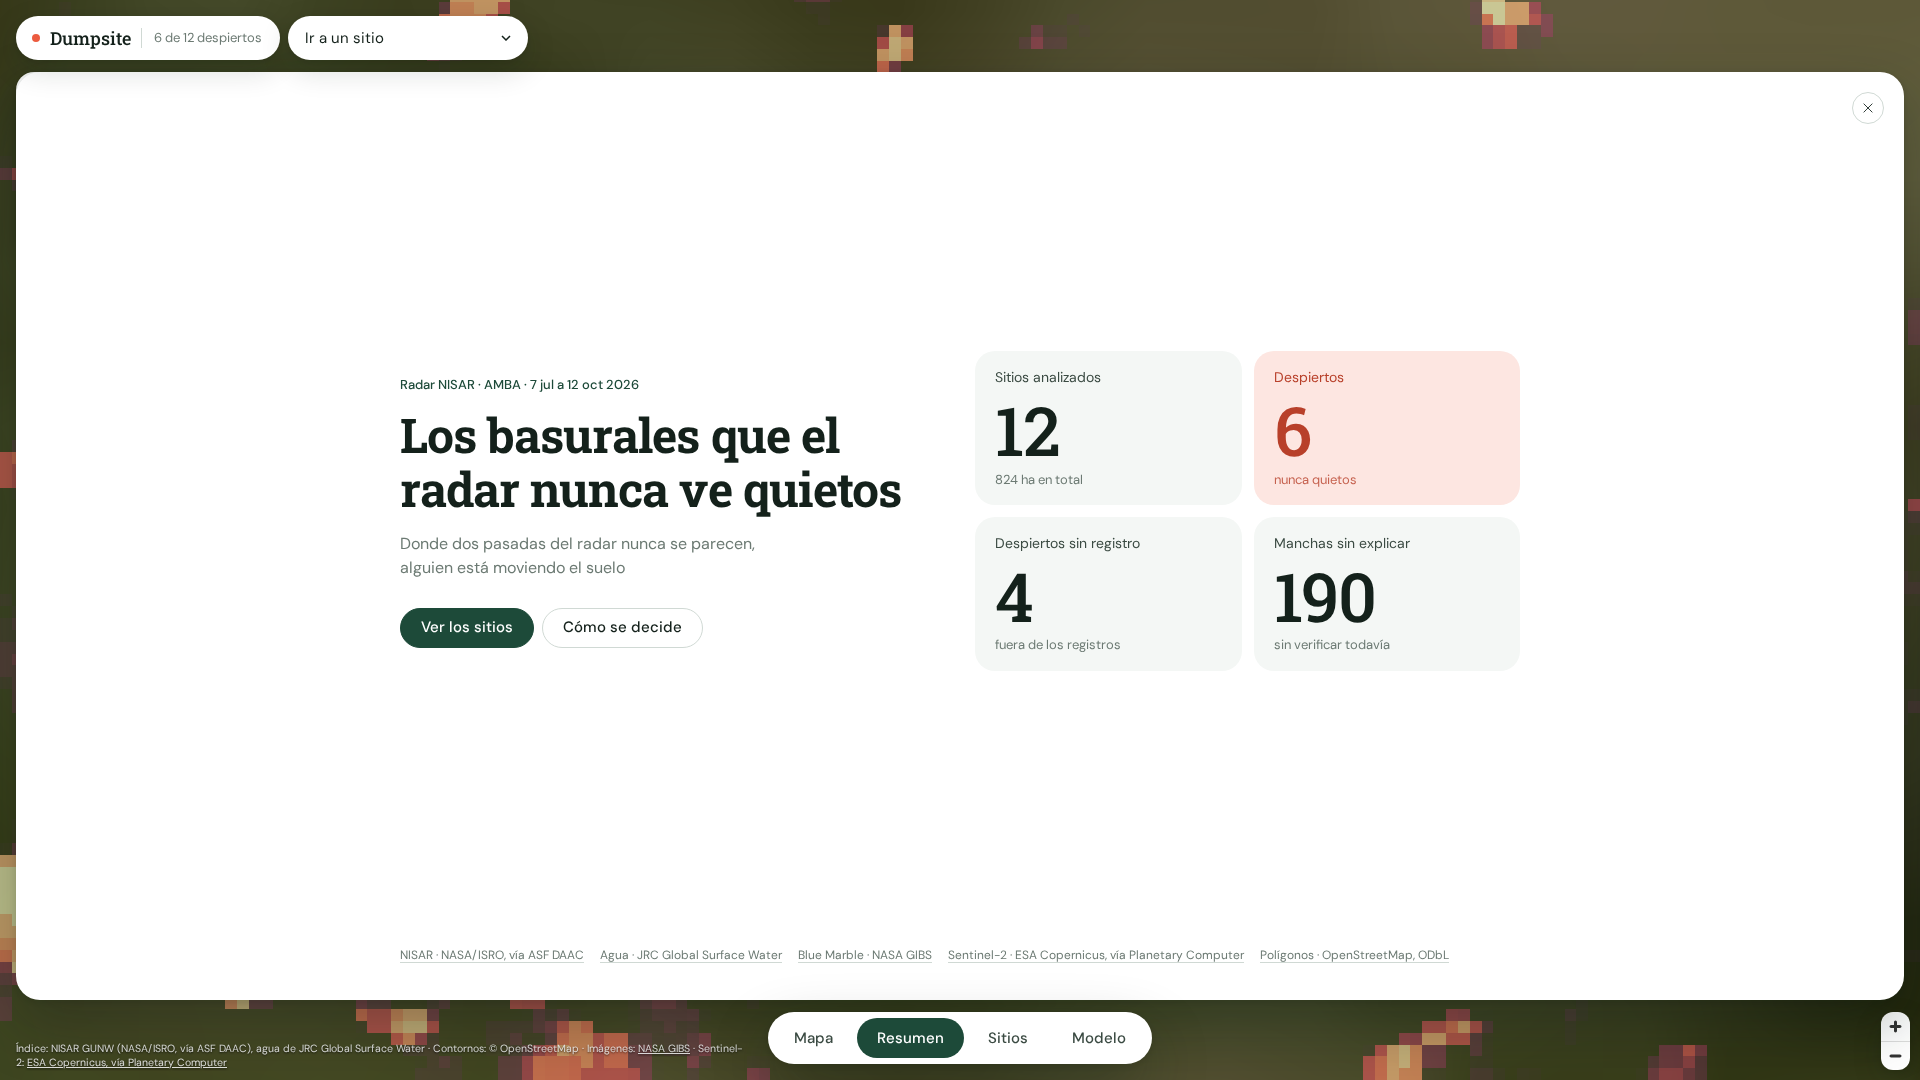 Dumpsite
6 de 12 despiertos
Ir a un sitio
Radar NISAR · AMBA · 7 jul a 12 oct 2026
Los basurales que el
radar nunca ve quietos
Donde dos pasadas del radar nunca se parecen,
alguien está moviendo el suelo
Ver los sitios
Cómo se decide
Sitios analizados
12
824 ha en total
Despiertos
6
nunca quietos
Despiertos sin registro
4
fuera de los registros
Manchas sin explicar
190
sin verificar todavía
NISAR · NASA/ISRO, vía ASF DAAC
Agua · JRC Global Surface Water
Blue Marble · NASA GIBS
Sentinel-2 · ESA Copernicus, vía Planetary Computer
Polígonos · OpenStreetMap, ODbL
Índice: NISAR GUNW (NASA/ISRO, vía ASF DAAC), agua de JRC Global Surface Water · Contornos: © OpenStreetMap · Imágenes: NASA GIBS · Sentinel-
2: ESA Copernicus, vía Planetary Computer
Mapa
Resumen
Sitios
Modelo